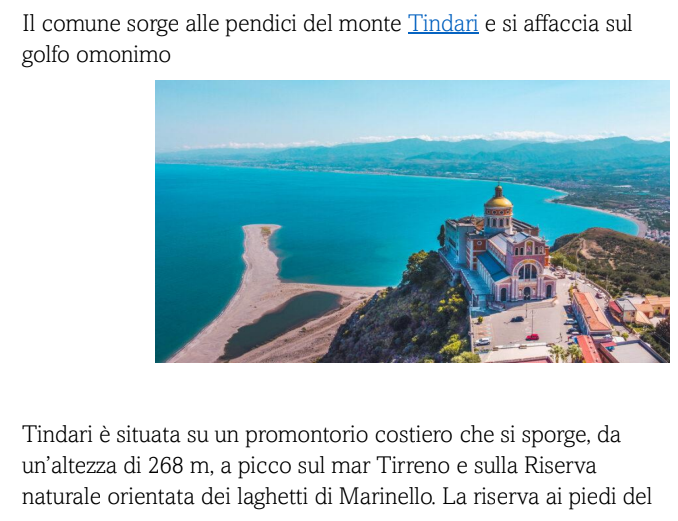 Il comune sorge alle pendici del monte Tindari e si affaccia sul
golfo omonimo
Tindari è situata su un promontorio costiero che si sporge, da
un’altezza di 268 m, a picco sul mar Tirreno e sulla Riserva
naturale orientata dei laghetti di Marinello. La riserva ai piedi del